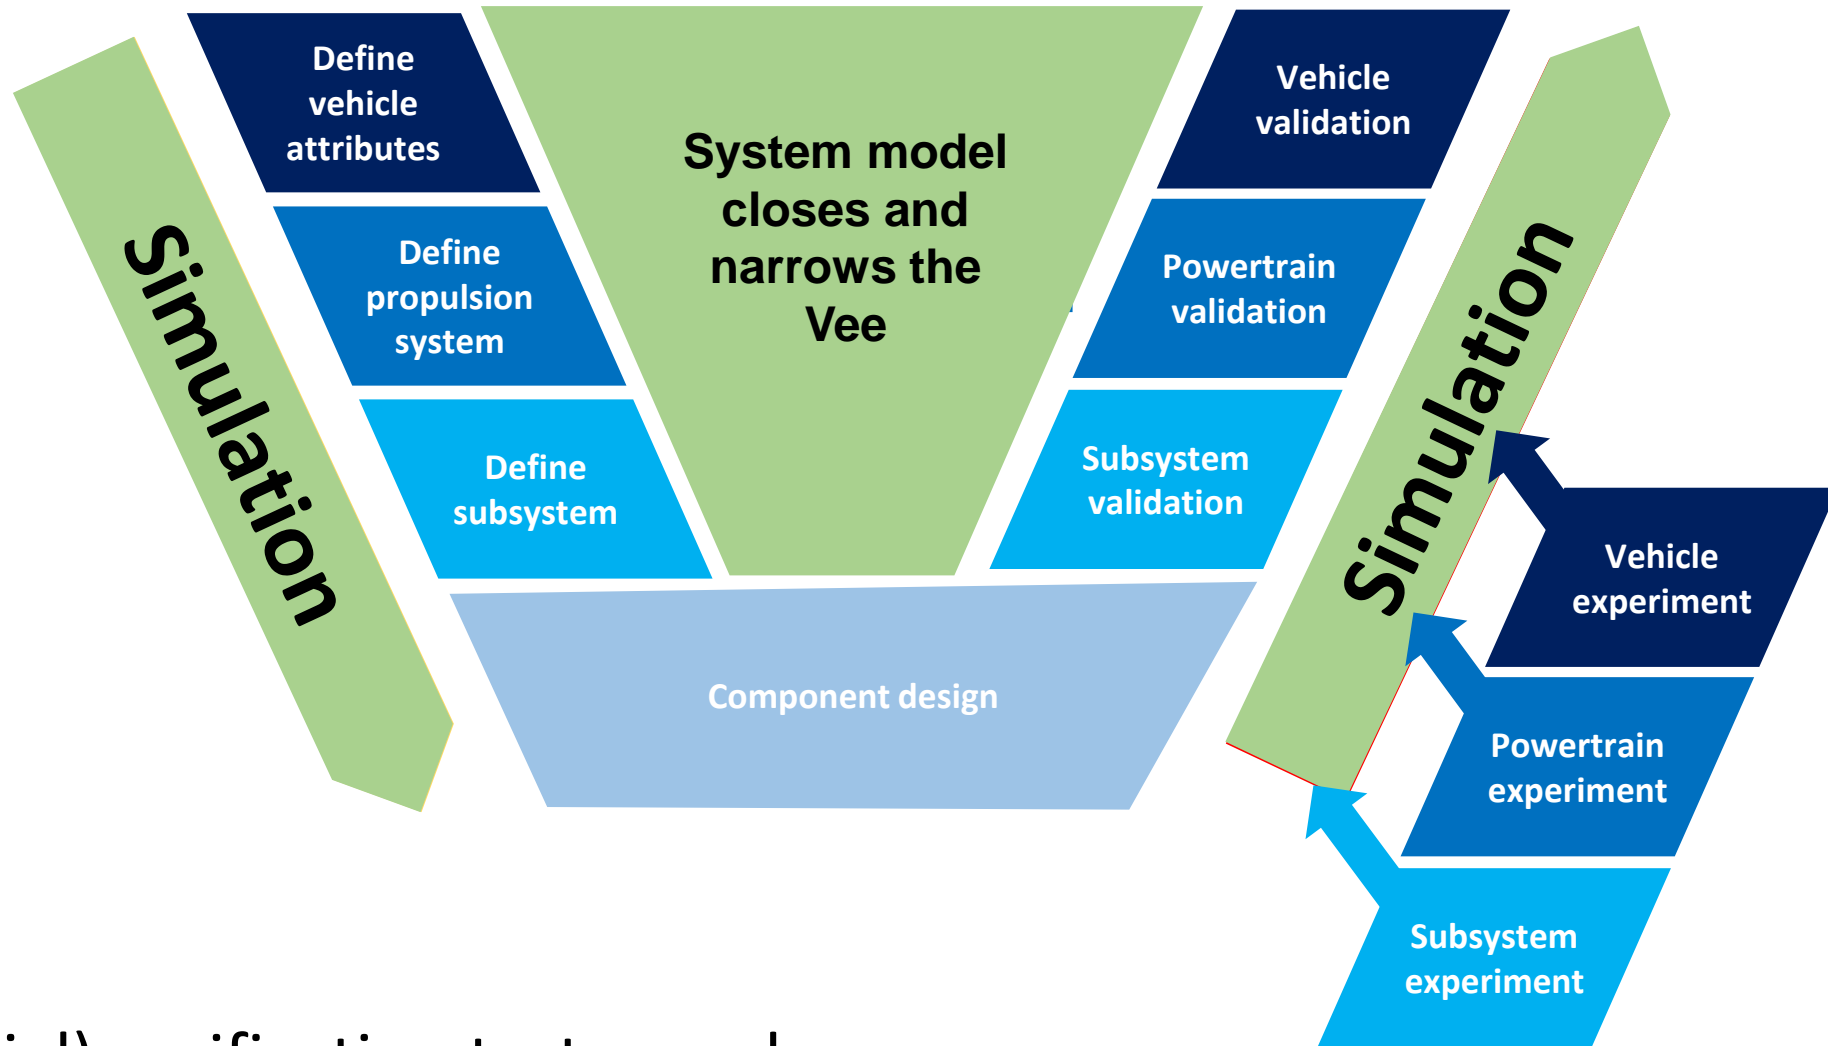 Define
vehicle
attributes
Define
propulsion
system
Define
subsystem
Simulation
System model
closes and
narrows the
Vee
Component design
Vehicle
validation
Powertrain
validation
Subsystem
validation
Simulation
Vehicle
experiment
Powertrain
experiment
Subsystem
experiment